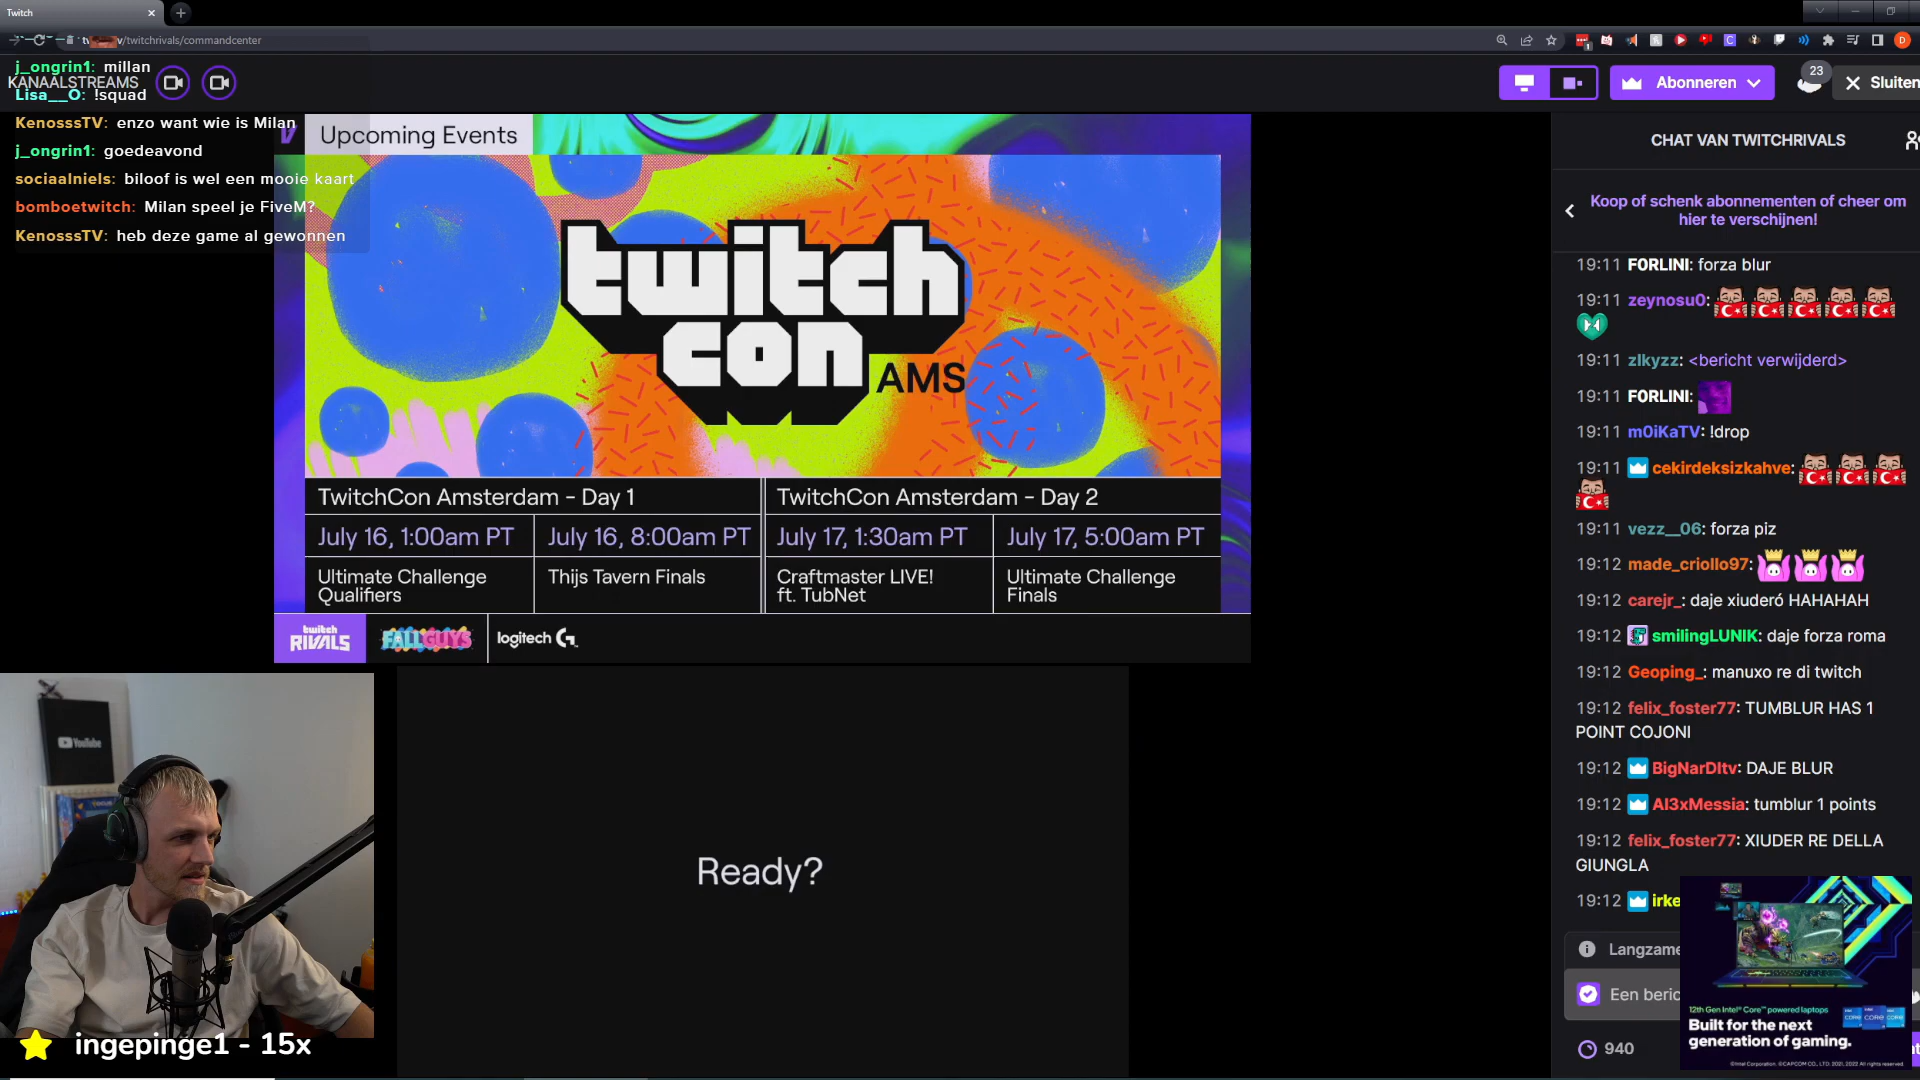 Twitch
/twitchrivals/commandcenter
j_ongrin1: millan
KANAALSTREAMS
Lisa__O: !squad
KenosssTV: enzo want wie is Milan
j_ongrin1: goedeavond
sociaalniels: biloof is wel een mooie kaart
bomboetwitch: Milan speel je FiveM?
KenosssTV: heb deze game al gewonnen
Abonneren
23
Sluiten
Upcoming Events
twitch
con
AMS
TwitchCon Amsterdam - Day 1
TwitchCon Amsterdam - Day 2
July 16, 1:00am PT
July 16, 8:00am PT
July 17, 1:30am PT
July 17, 5:00am PT
Ultimate Challenge
Qualifiers
Thijs Tavern Finals
Craftmaster LIVE!
ft. TubNet
Ultimate Challenge
Finals
twitch
RIVALS
FALL GUYS
logitech G
YouTube
Ready?
ingepinge1 - 15x
CHAT VAN TWITCHRIVALS
Koop of schenk abonnementen of cheer om
hier te verschijnen!
19:11 F0RLINI: forza blur
19:11 zeynosu0:
19:11 zlkyzz: <bericht verwijderd>
19:11 F0RLINI:
19:11 m0iKaTV: !drop
19:11 cekirdeksizkahve:
19:11 vezz__06: forza piz
19:12 made_criollo97:
19:12 carejr_: daje xiuderó HAHAHAH
19:12 smilingLUNIK: daje forza roma
19:12 Geoping_: manuxo re di twitch
19:12 felix_foster77: TUMBLUR HAS 1
POINT COJONI
19:12 BigNarDItv: DAJE BLUR
19:12 Al3xMessia: tumblur 1 points
19:12 felix_foster77: XIUDER RE DELLA
GIUNGLA
19:12 irke
Langzame
Een beric
940
12th Gen Intel® Core™ powered laptops
Built for the next
generation of gaming.